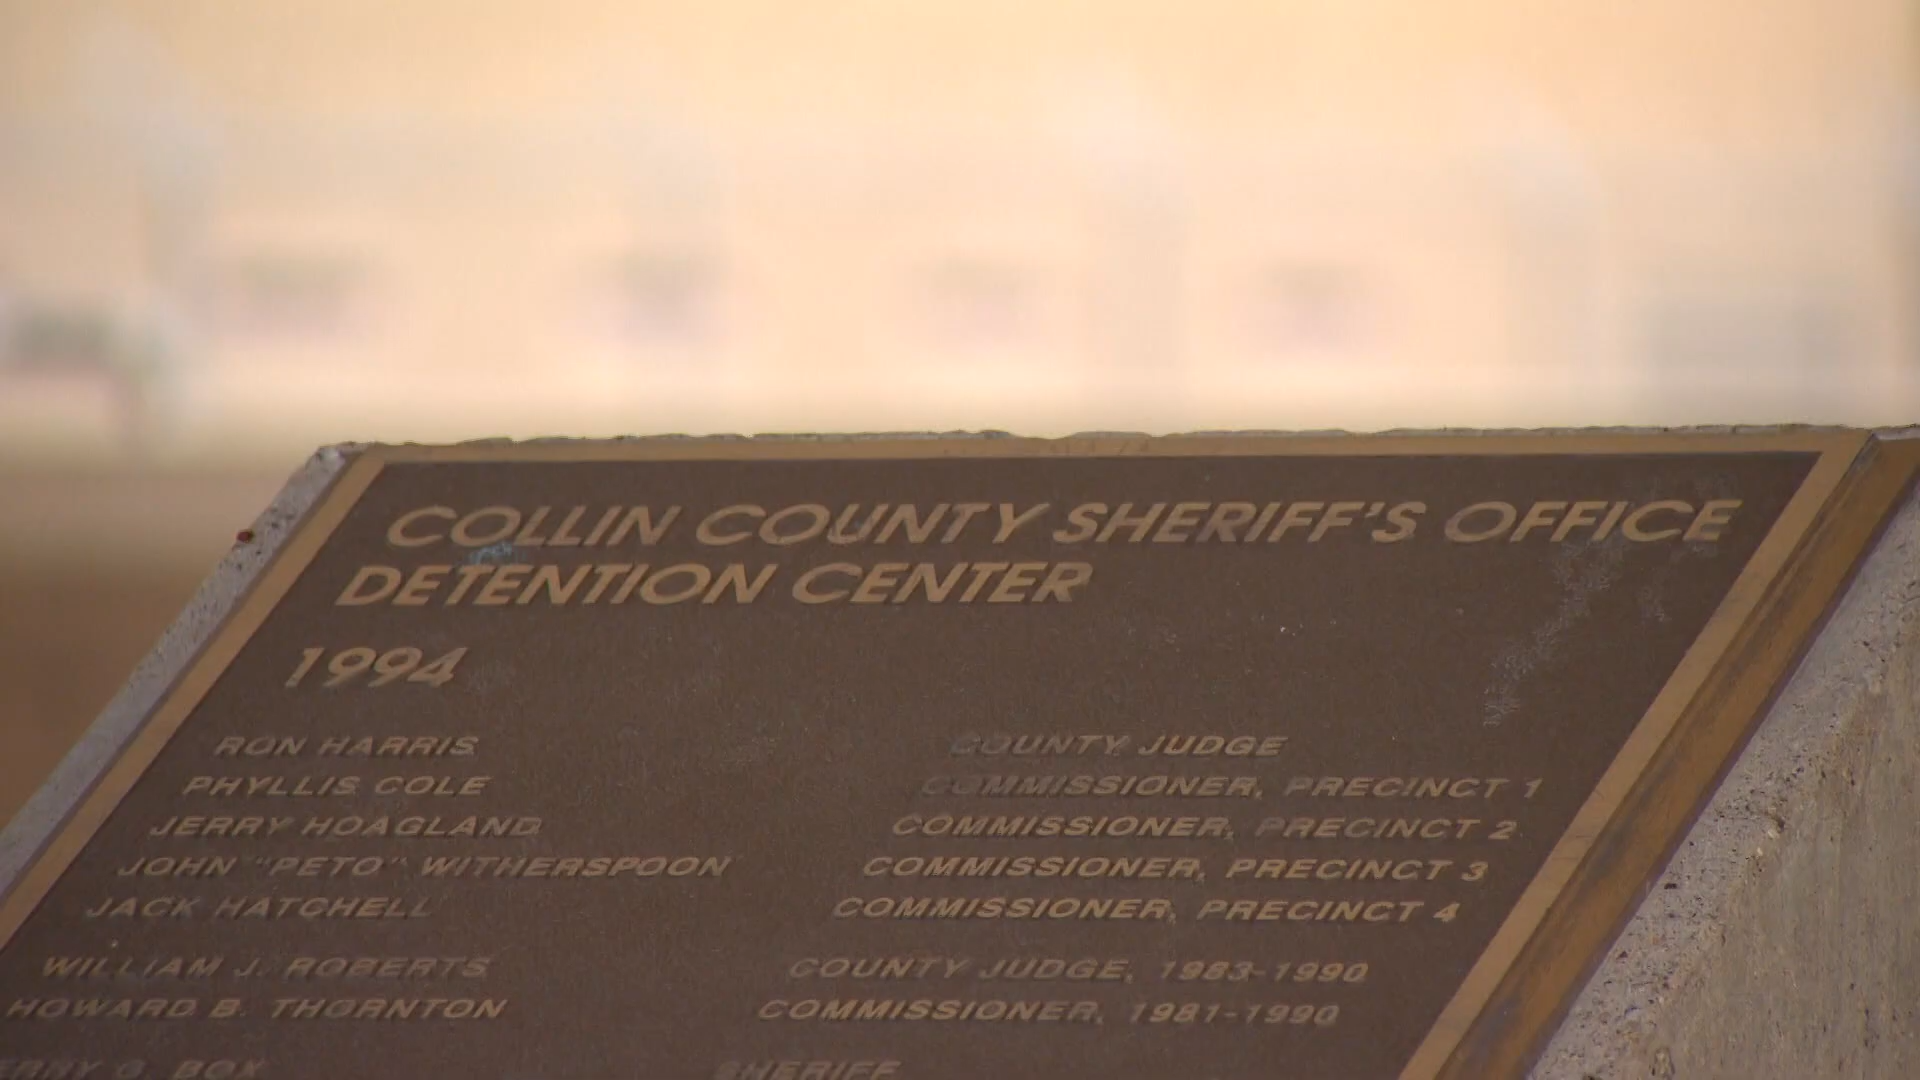 COLLIN COUNTY SHERIFF'S OFFICE
DETENTION CENTER
1994
RON HARRIS COUNTY JUDGE
PHYLLIS COLE COMMISSIONER, PRECINCT 1
JERRY HOAGLAND COMMISSIONER, PRECINCT 2
JOHN "PETO" WITHERSPOON COMMISSIONER, PRECINCT 3
JACK HATCHELL COMMISSIONER, PRECINCT 4
WILLIAM J. ROBERTS COUNTY JUDGE, 1983-1990
HOWARD B. THORNTON COMMISSIONER, 1981-1990
G. BOX SHERIFF